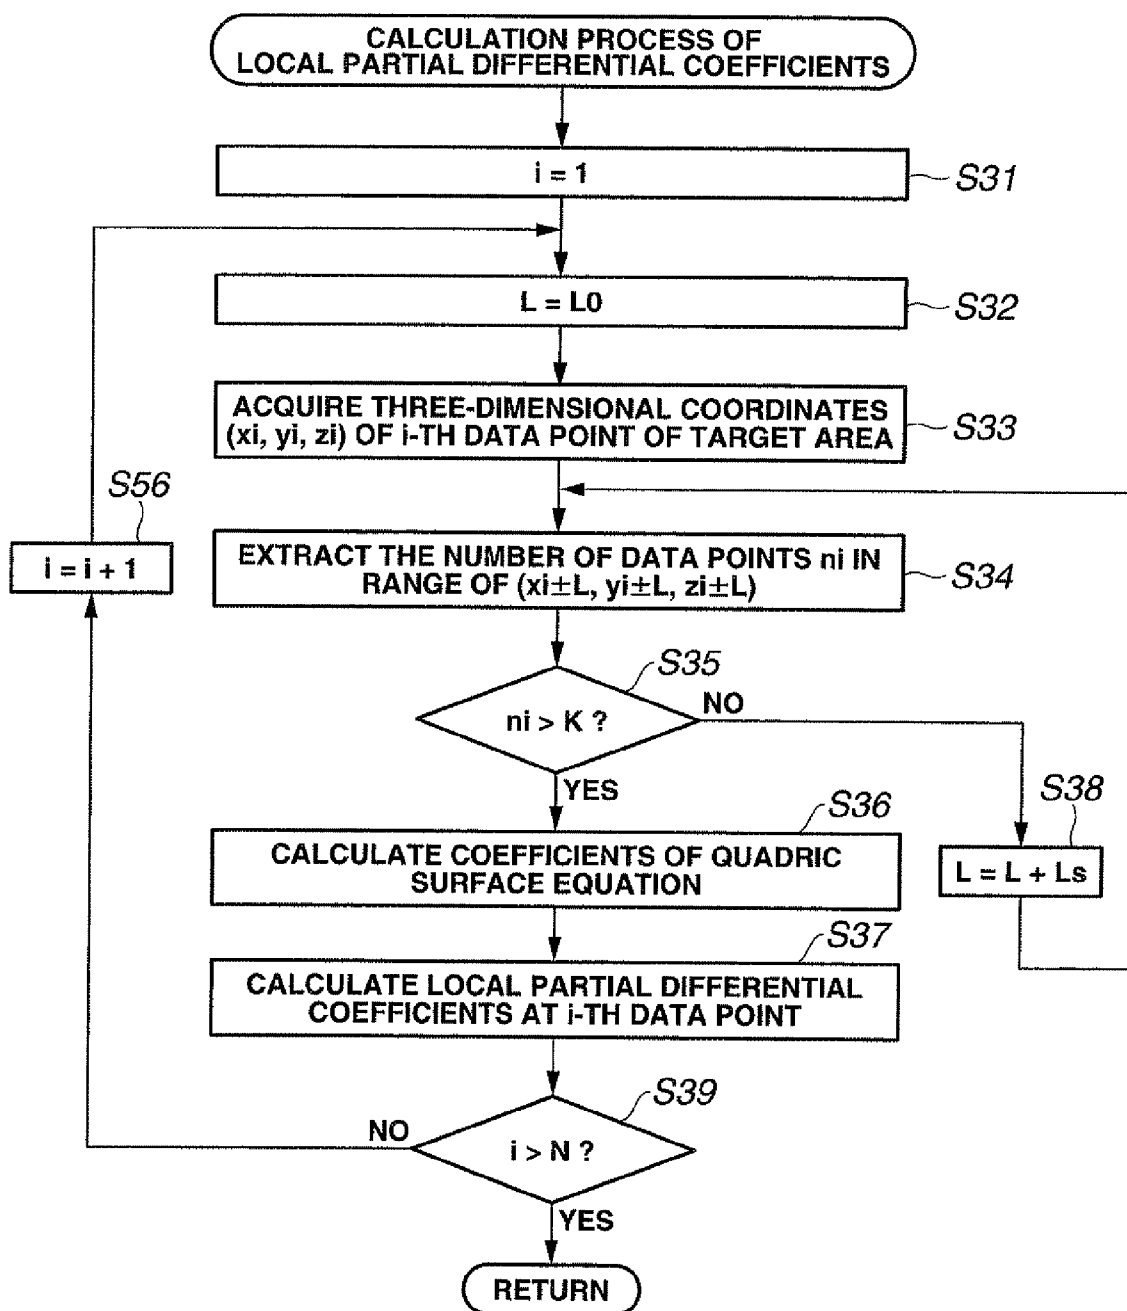 CALCULATION PROCESS OF
LOCAL PARTIAL DIFFERENTIAL COEFFICIENTS
i = 1
S31
L = L0
S32
ACQUIRE THREE-DIMENSIONAL COORDINATES
(xi, yi, zi) OF i-TH DATA POINT OF TARGET AREA
S33
S56
i = i + 1
EXTRACT THE NUMBER OF DATA POINTS ni IN
RANGE OF (xi±L, yi±L, zi±L)
S34
S35
ni > K ?
NO
YES
S36
CALCULATE COEFFICIENTS OF QUADRIC
SURFACE EQUATION
S38
L = L + Ls
S37
CALCULATE LOCAL PARTIAL DIFFERENTIAL
COEFFICIENTS AT i-TH DATA POINT
S39
NO
i > N ?
YES
RETURN